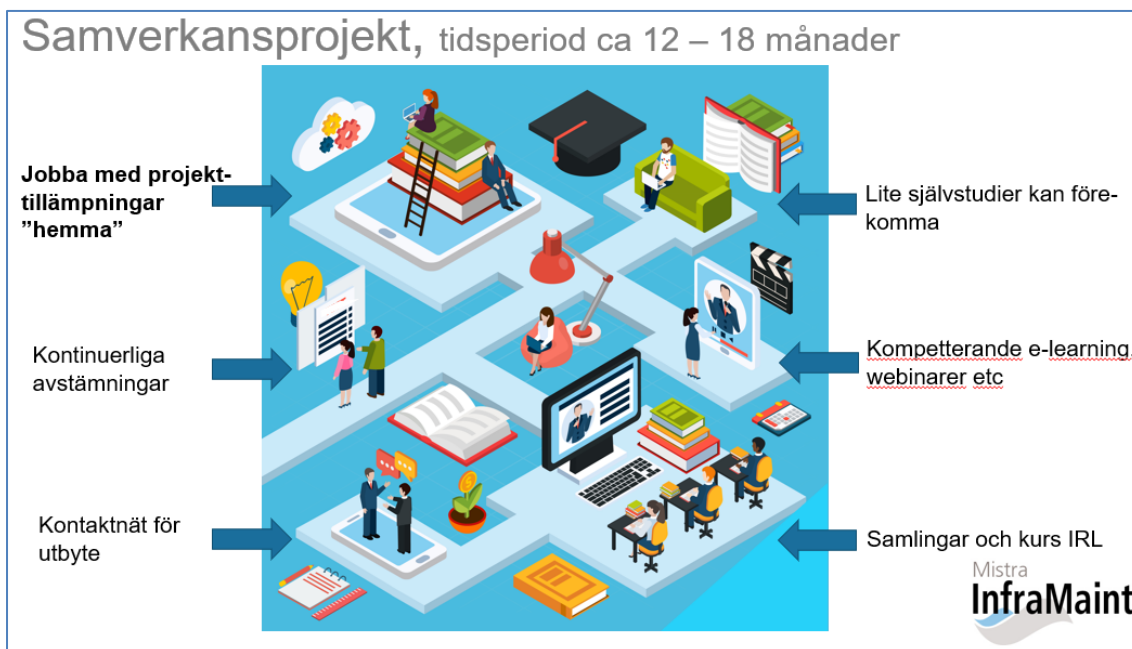 Samverkansprojekt, tidsperiod ca 12 – 18 månader
Jobba med projekt-
tillämpningar
”hemma”
Kontinuerliga
avstämningar
Kontaktnät för
utbyte
Lite självstudier kan före-
komma
Kompetterande e-learning,
webinarer etc
Samlingar och kurs IRL
Mistra
InfraMaint